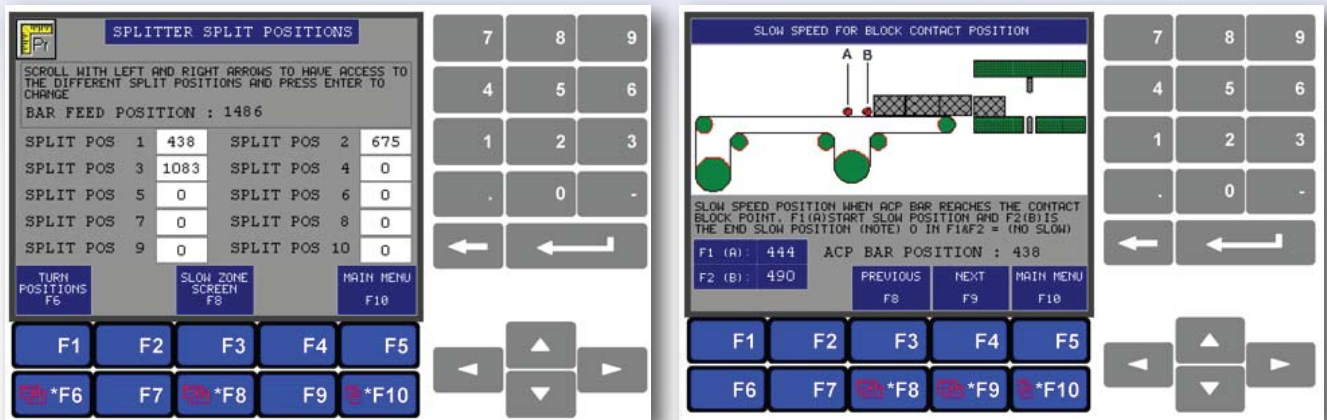 Pr
SPLITTER SPLIT POSITIONS
SCROLL WITH LEFT AND RIGHT ARROWS TO HAVE ACCESS TO
THE DIFFERENT SPLIT POSITIONS AND PRESS ENTER TO
CHANGE
BAR FEED POSITION : 1486
SPLIT POS 1 438 SPLIT POS 2 675
SPLIT POS 3 1083 SPLIT POS 4 0
SPLIT POS 5 0 SPLIT POS 6 0
SPLIT POS 7 0 SPLIT POS 8 0
SPLIT POS 9 0 SPLIT POS 10 0
TURN
POSITIONS
F6
SLOW ZONE
SCREEN
F8
MAIN MENU
F10
F1 F2 F3 F4 F5
*F6 F7 *F8 F9 *F10
7 8 9
4 5 6
1 2 3
. 0 -
SLOW SPEED FOR BLOCK CONTACT POSITION
A B
SLOW SPEED POSITION WHEN ACP BAR REACHES THE CONTACT
BLOCK POINT. F1(A)START SLOW POSITION AND F2(B)IS
THE END SLOW POSITION (NOTE) 0 IN F1&F2 = (NO SLOW)
F1 (A): 444 ACP BAR POSITION : 438
F2 (B): 490
PREVIOUS
F8
NEXT
F9
MAIN MENU
F10
F1 F2 F3 F4 F5
F6 F7 *F8 *F9 *F10
7 8 9
4 5 6
1 2 3
. 0 -